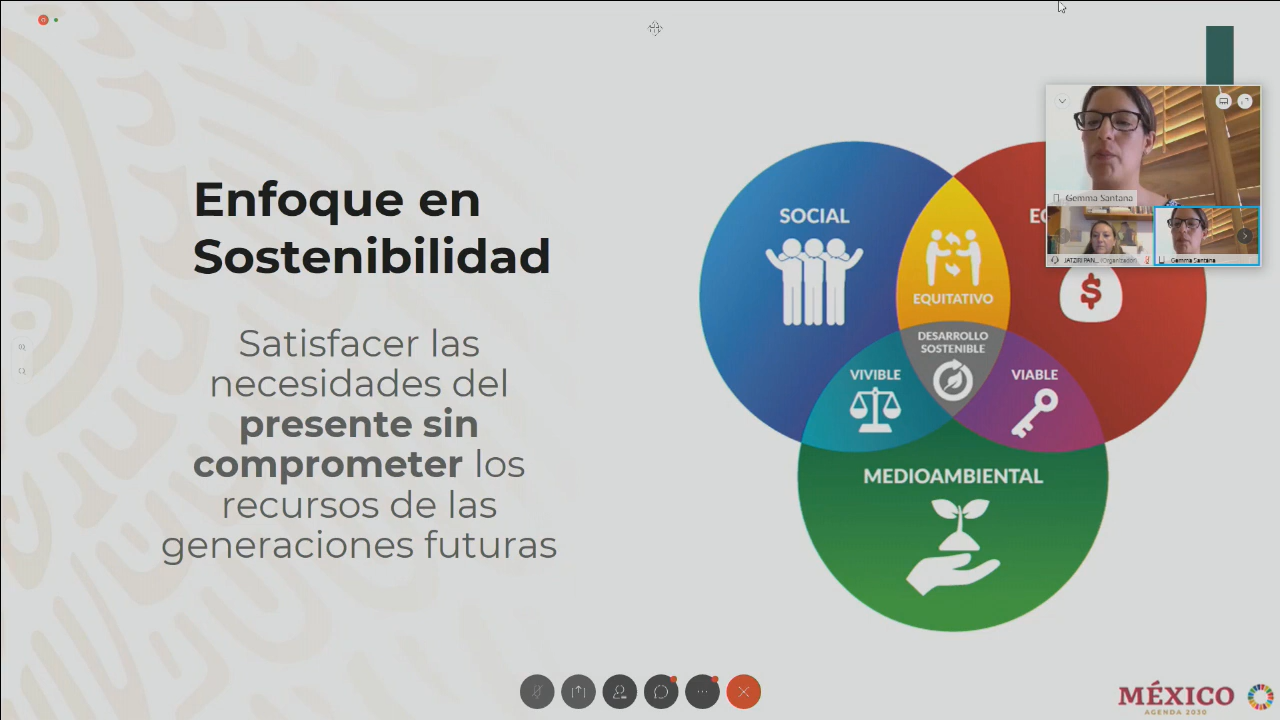 Enfoque en
Sostenibilidad
Satisfacer las
necesidades del
presente sin
comprometer los
recursos de las
generaciones futuras
SOCIAL
EQUITATIVO
$
DESARROLLO
SOSTENIBLE
VIVIBLE
VIABLE
MEDIOAMBIENTAL
Gemma Santana
Gemma Santana
MÉXICO
AGENDA 2030